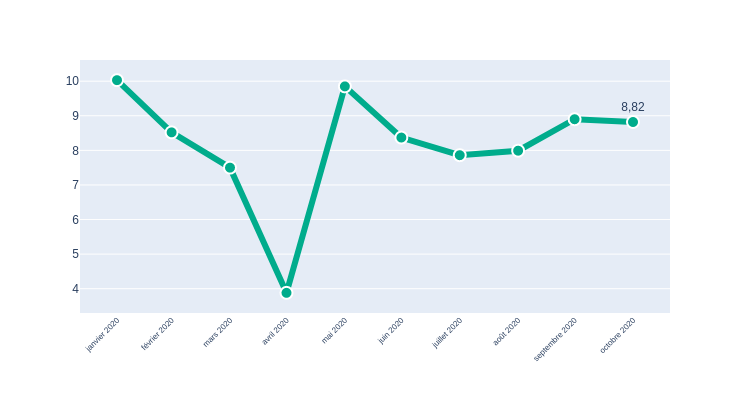 10
9
8
7
6
5
4
8,82
janvier 2020
février 2020
mars 2020
avril 2020
mai 2020
juin 2020
juillet 2020
août 2020
septembre 2020
octobre 2020